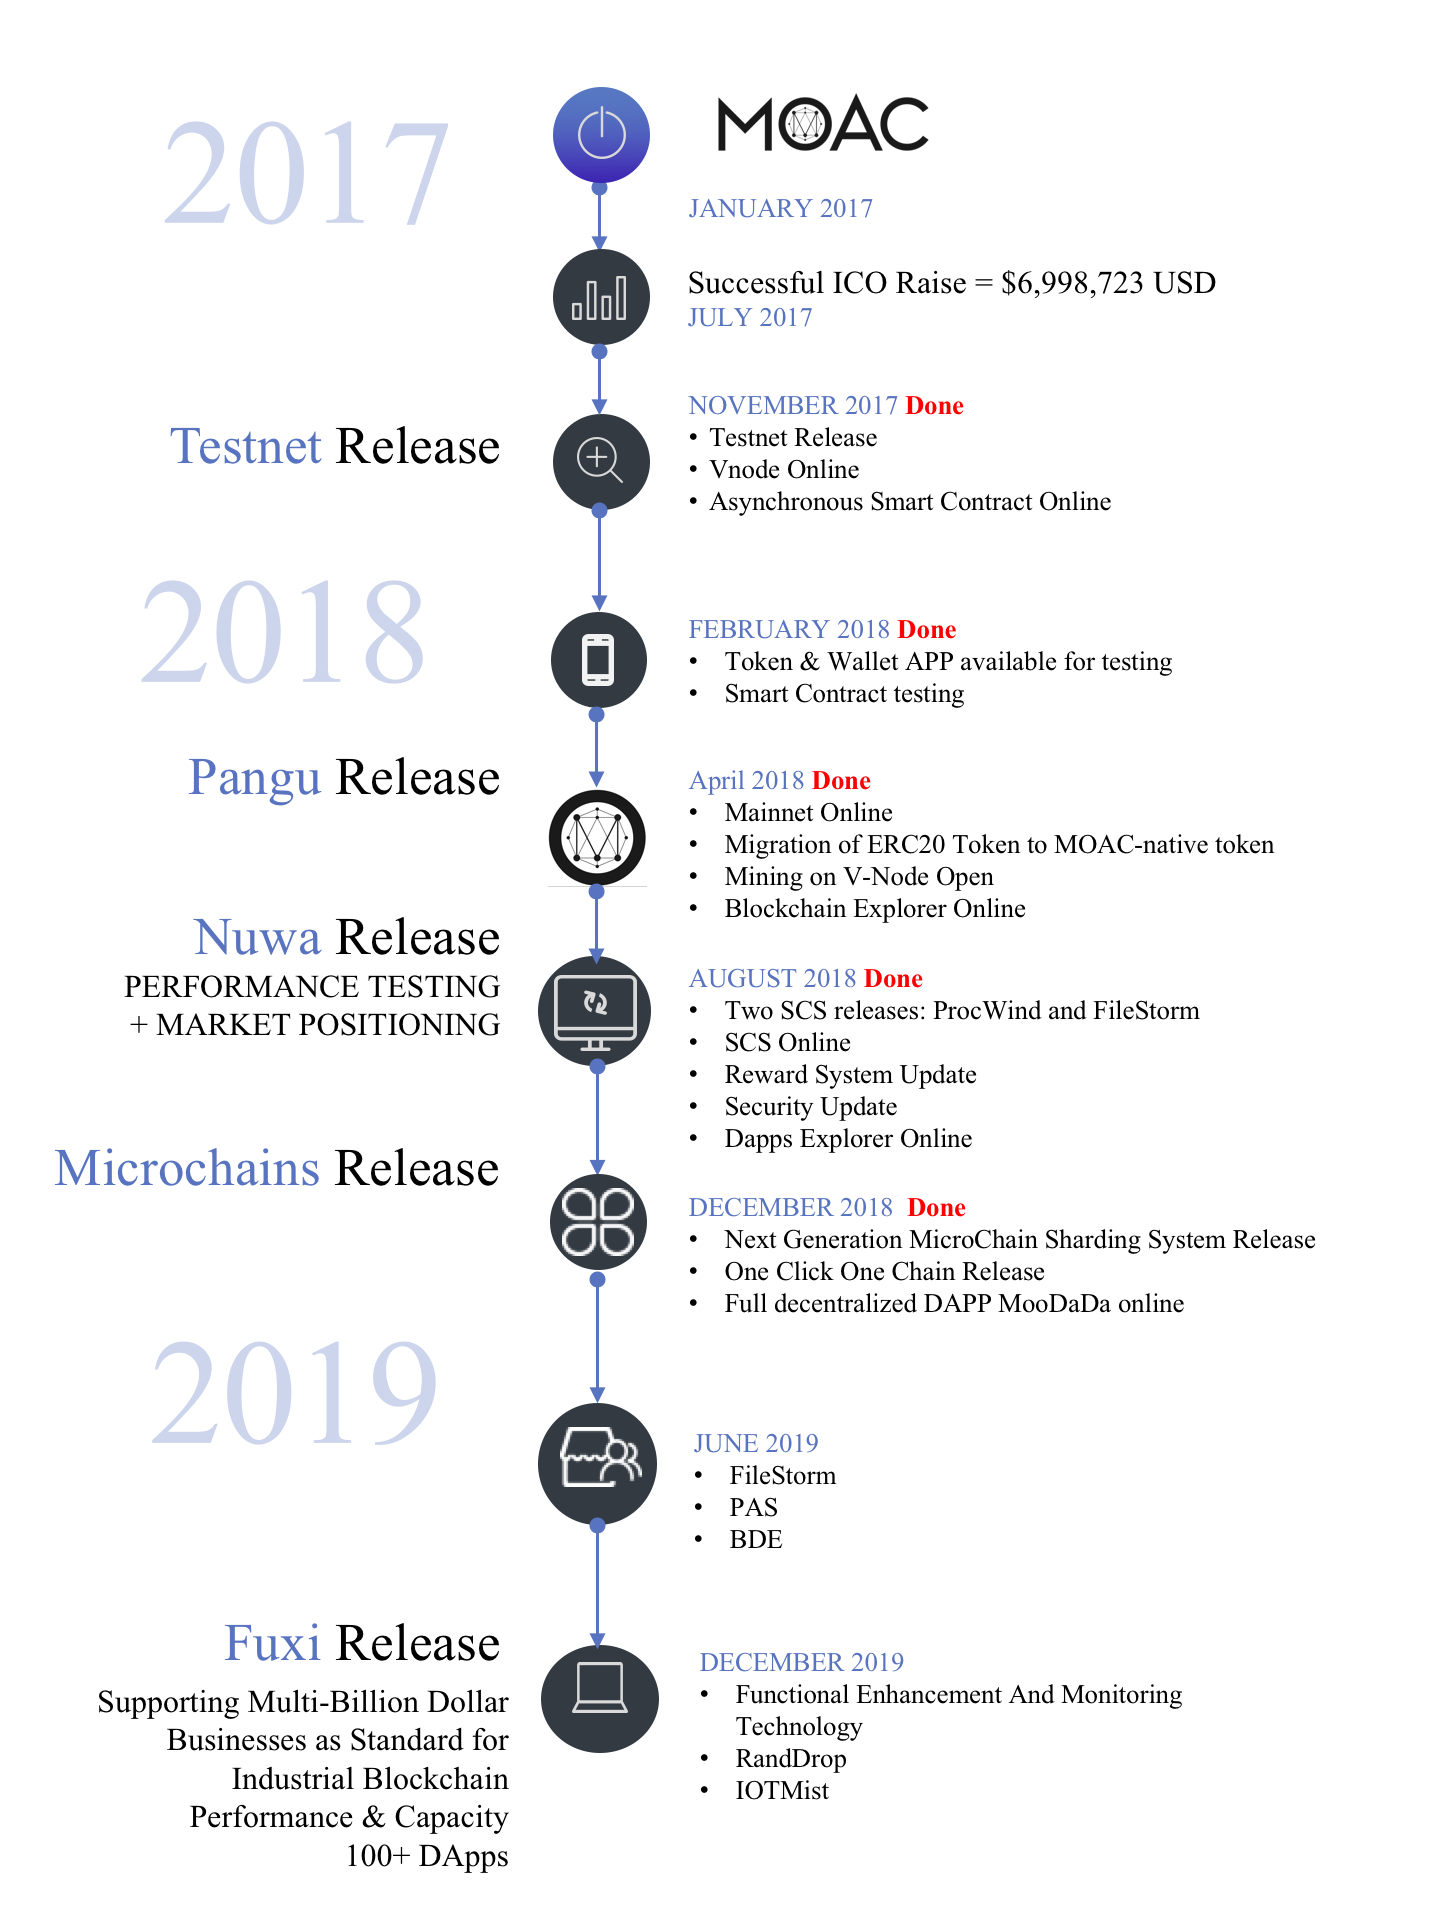 2017
MOAC
JANUARY 2017
Successful ICO Raise = $6,998,723 USD
JULY 2017
Testnet Release
NOVEMBER 2017 Done
• Testnet Release
• Vnode Online
• Asynchronous Smart Contract Online
2018
FEBRUARY 2018 Done
• Token & Wallet APP available for testing
• Smart Contract testing
Pangu Release
April 2018 Done
• Mainnet Online
• Migration of ERC20 Token to MOAC-native token
• Mining on V-Node Open
• Blockchain Explorer Online
Nuwa Release
PERFORMANCE TESTING
+ MARKET POSITIONING
AUGUST 2018 Done
• Two SCS releases: ProcWind and FileStorm
• SCS Online
• Reward System Update
• Security Update
• Dapps Explorer Online
Microchains Release
DECEMBER 2018 Done
• Next Generation MicroChain Sharding System Release
• One Click One Chain Release
• Full decentralized DAPP MooDaDa online
2019
JUNE 2019
• FileStorm
• PAS
• BDE
Fuxi Release
Supporting Multi-Billion Dollar
Businesses as Standard for
Industrial Blockchain
Performance & Capacity
100+ DApps
DECEMBER 2019
• Functional Enhancement And Monitoring
Technology
• RandDrop
• IOTMist